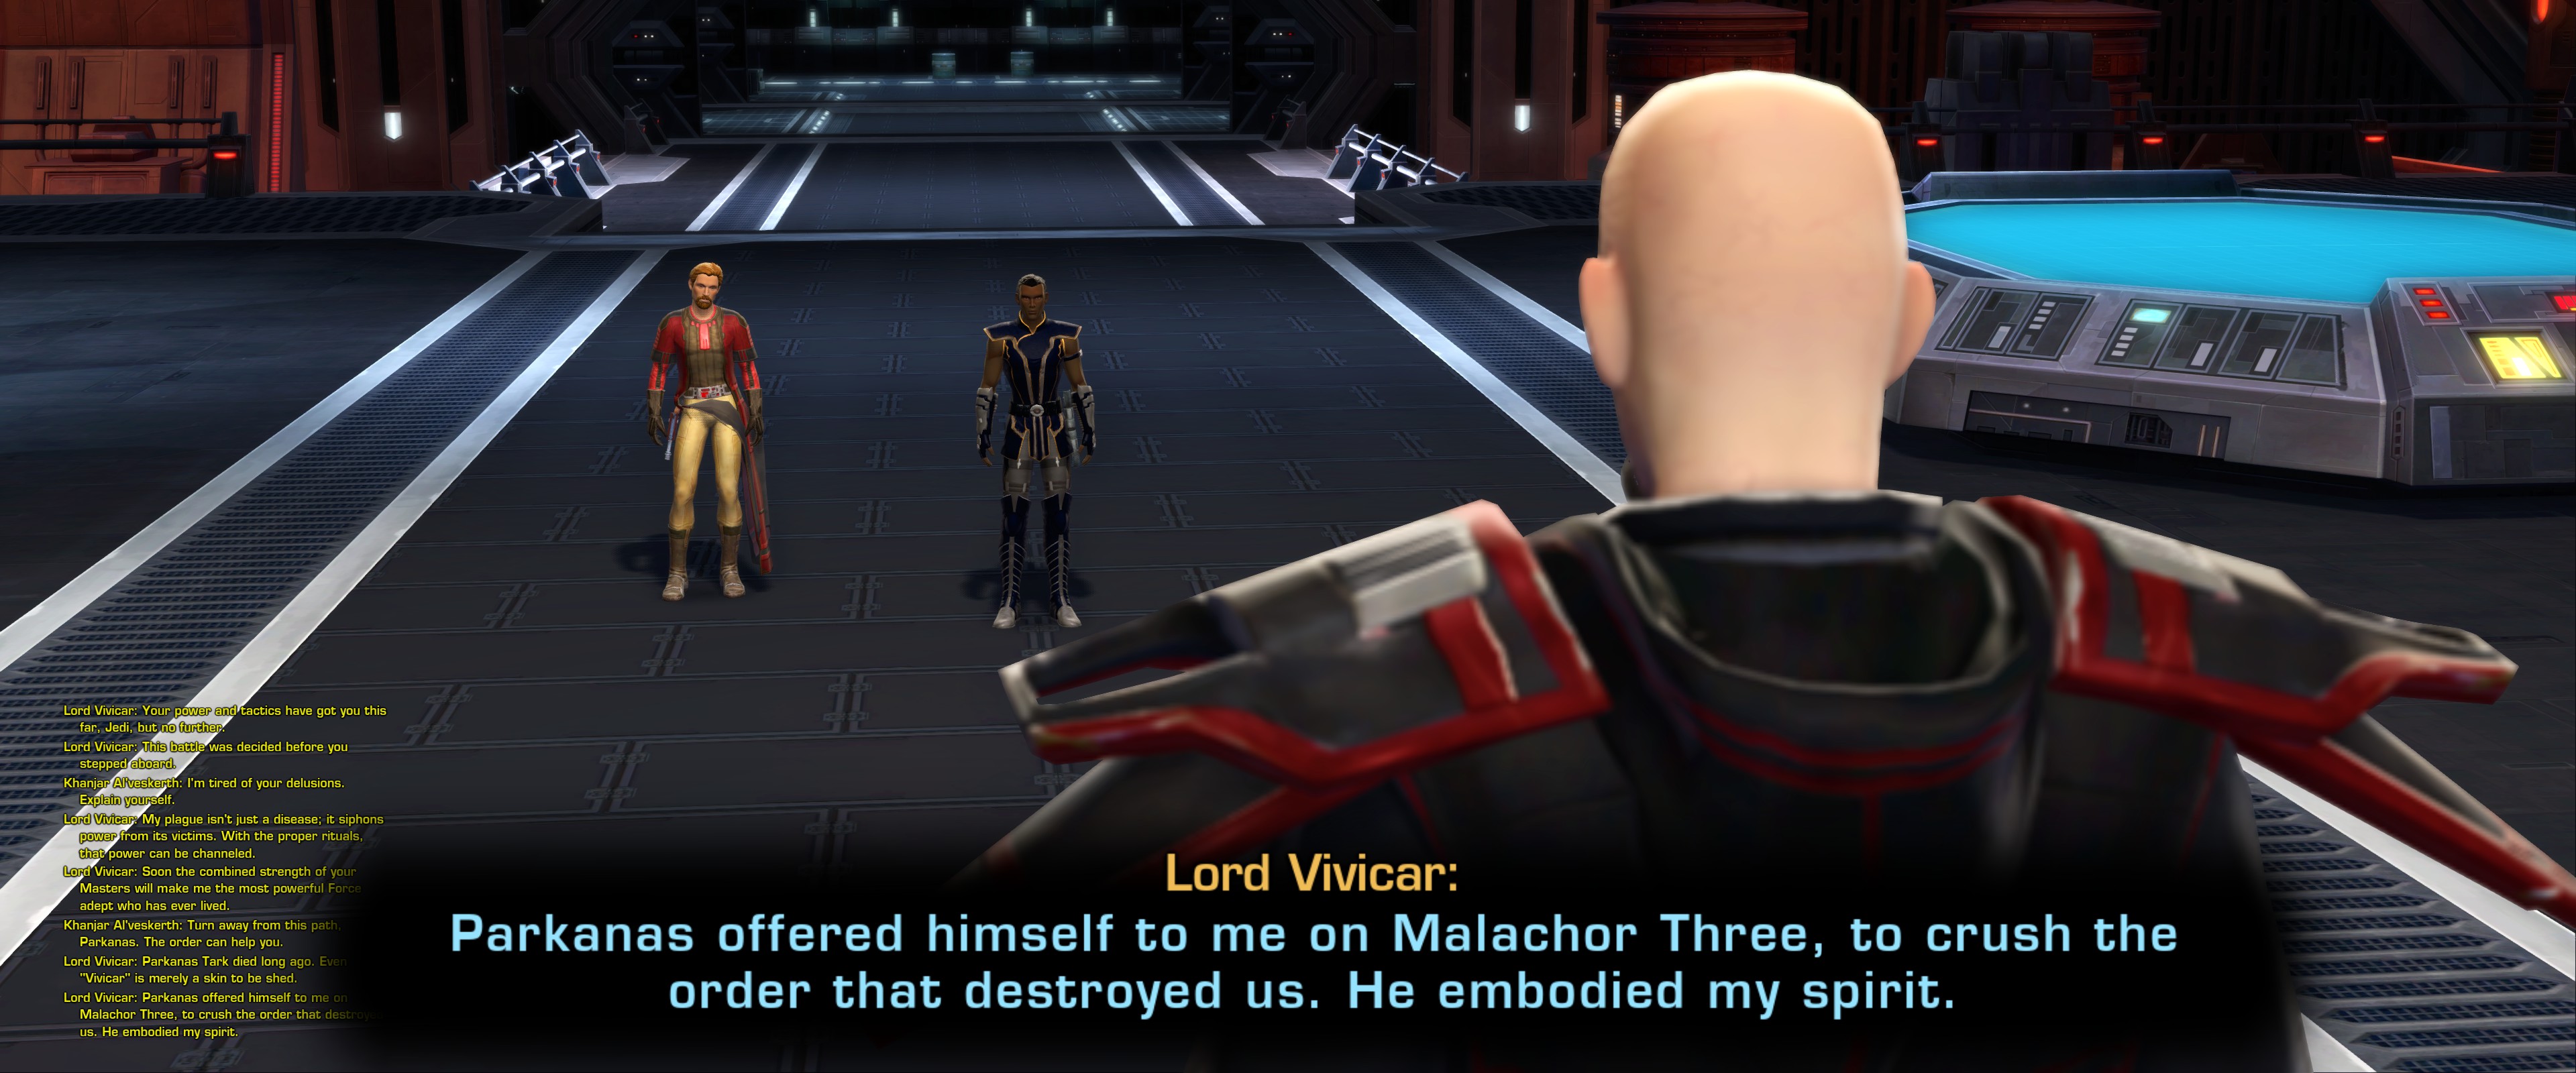 Lord Vivicar: Your power and tactics have got you this
far, Jedi, but no further.
Lord Vivicar: This battle was decided before you
stepped aboard.
Khanjar Al'veskerth: I'm tired of your delusions.
Explain yourself.
Lord Vivicar: My plague isn't just a disease; it siphons
power from its victims. With the proper rituals,
that power can be channeled.
Lord Vivicar: Soon the combined strength of your
Masters will make me the most powerful Force
adept who has ever lived.
Khanjar Al'veskerth: Turn away from this path,
Parkanas. The order can help you.
Lord Vivicar: Parkanas Tark died long ago. Even
"Vivicar" is merely a skin to be shed.
Lord Vivicar: Parkanas offered himself to me on
Malachor Three, to crush the order that destroyed
us. He embodied my spirit.
Lord Vivicar:
Parkanas offered himself to me on Malachor Three, to crush the
order that destroyed us. He embodied my spirit.